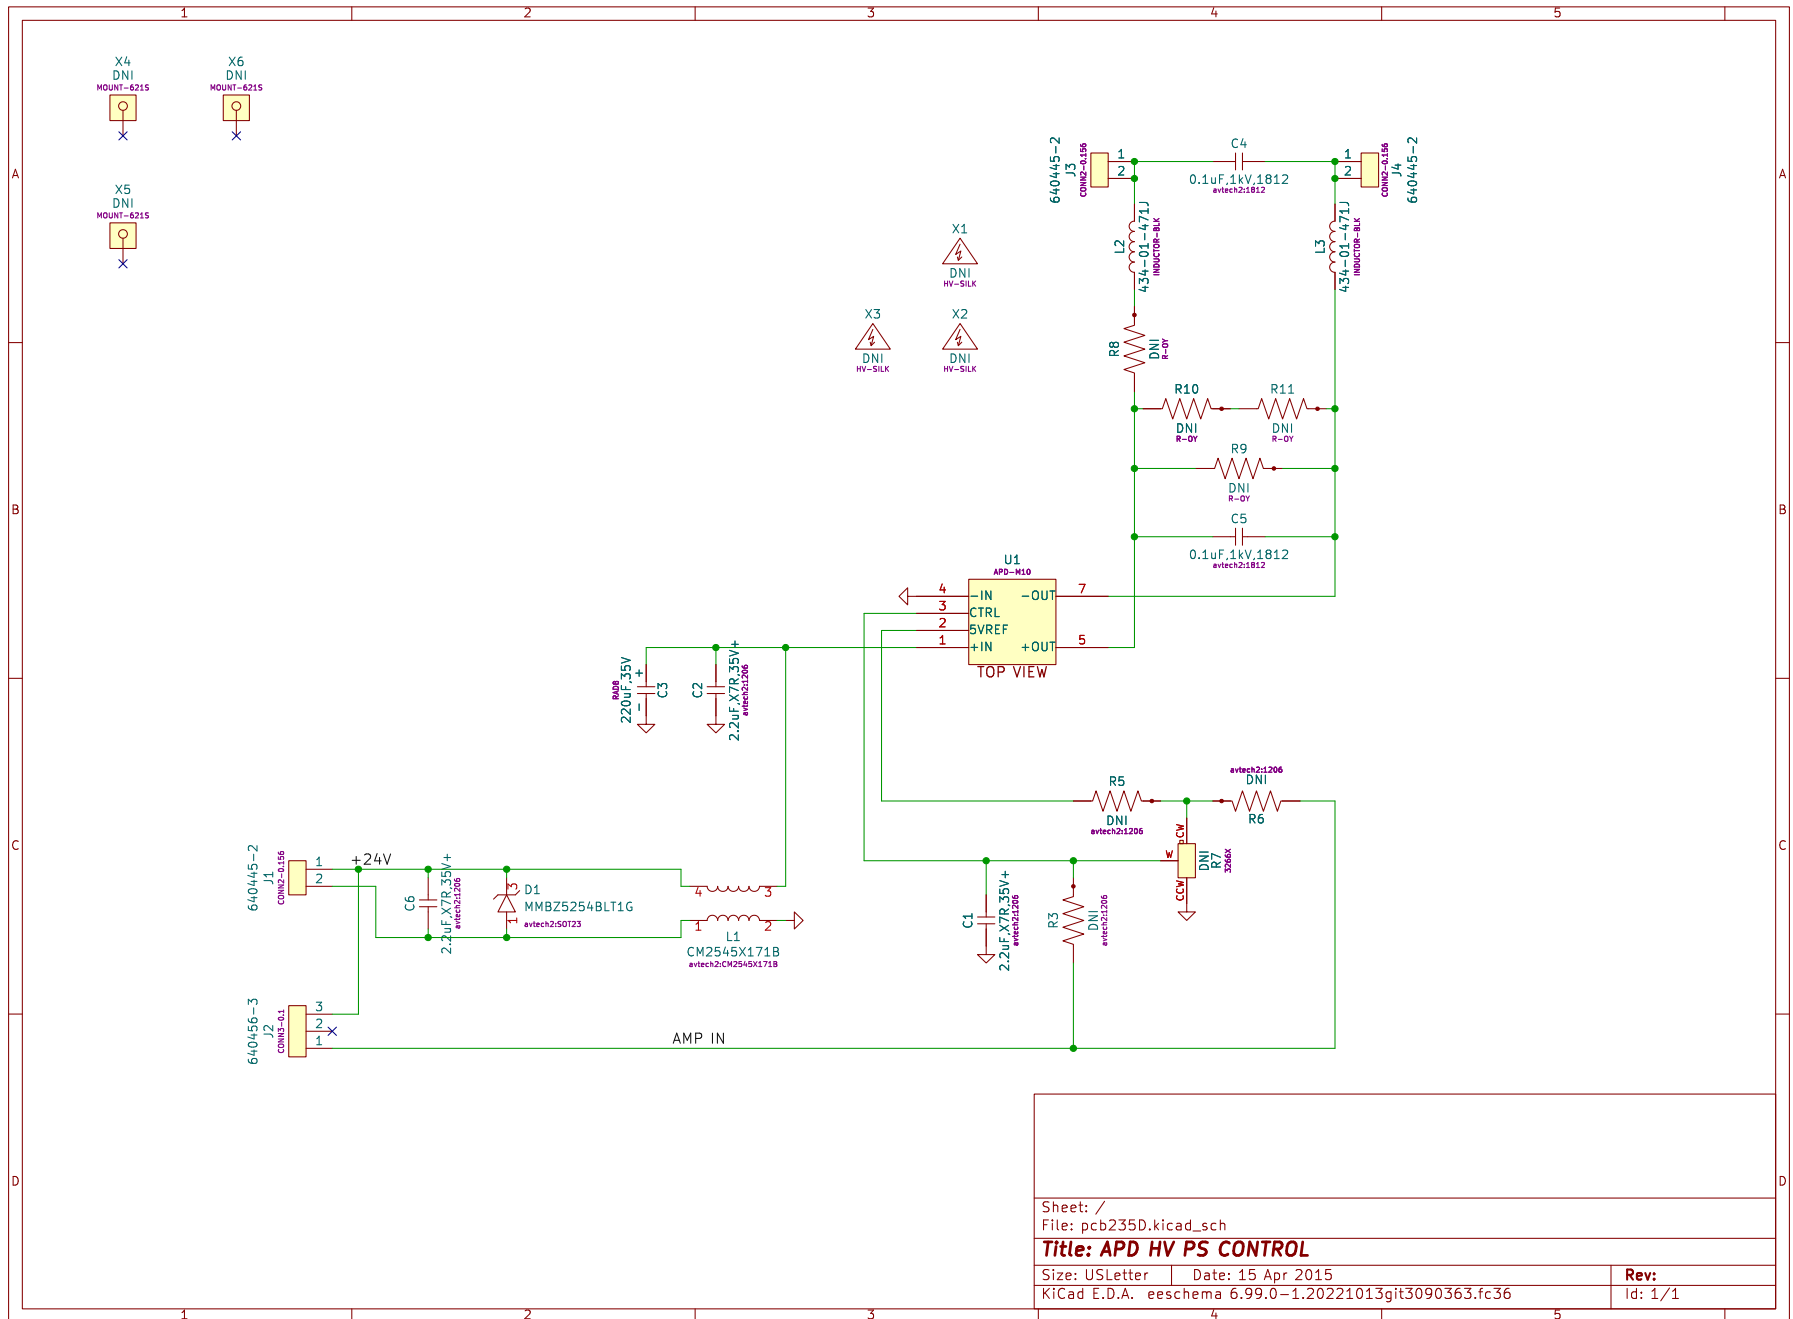 1 2 3 4 5
A
B
C
D
A
B
C
D
1 2 3 4 5
X4
DNI
MOUNT-621S
X6
DNI
MOUNT-621S
X5
DNI
MOUNT-621S
X1
DNI
HV-SILK
X3
DNI
HV-SILK
X2
DNI
HV-SILK
640445-2
J3
CONN2-0.156
1
2
C4
0.1uF,1kV,1812
avtech2:1812
1
2
CONN2-0.156
J4
640445-2
L2
434-01-471J
INDUCTOR-BLK
L3
434-01-471J
INDUCTOR-BLK
R8
DNI
R-OY
R10
DNI
R-OY
R11
DNI
R-OY
R9
DNI
R-OY
C5
0.1uF,1kV,1812
avtech2:1812
U1
APD-M10
4 -IN -OUT 7
3 CTRL
2 5VREF
1 +IN +OUT 5
TOP VIEW
RADB
220uF,35V
+
-
C3
C2
2.2uF,X7R,35V+
avtech2:1206
R5
DNI
avtech2:1206
avtech2:1206
DNI
R6
CW
W
CCW
DNI
R7
3266X
640445-2
J1
CONN2-0.156
1
2
+24V
C6
2.2uF,X7R,35V+
avtech2:1206
3
1
D1
MMBZ5254BLT1G
avtech2:SOT23
4 3
1 2
L1
CM2545X171B
avtech2:CM2545X171B
C1
2.2uF,X7R,35V+
avtech2:1206
R3
DNI
avtech2:1206
640456-3
J2
CONN3-0.1
3
2
1
AMP IN
Sheet: /
File: pcb235D.kicad_sch
Title: APD HV PS CONTROL
Size: USLetter Date: 15 Apr 2015 Rev:
KiCad E.D.A. eeschema 6.99.0-1.20221013git3090363.fc36 Id: 1/1